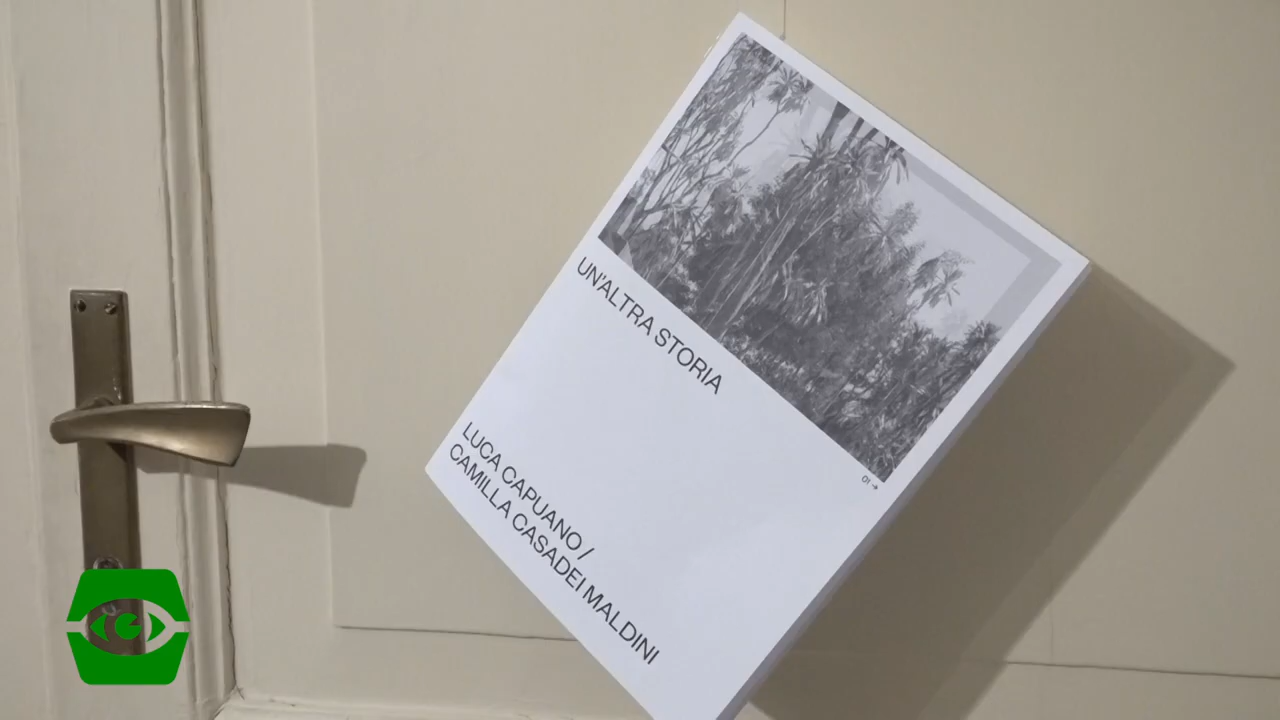 UN'ALTRA STORIA
01 →
LUCA CAPUANO /
CAMILLA CASADEI MALDINI